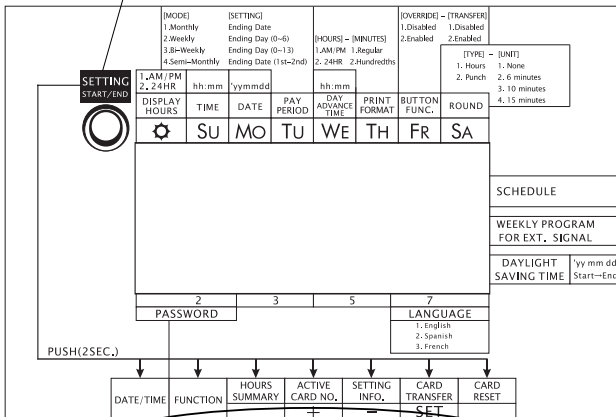 [MODE] [SETTING] [OVERRIDE] – [TRANSFER]
1.Monthly Ending Date 1.Disabled 1.Disabled
2.Weekly Ending Day (0~6) [HOURS] – [MINUTES] 2.Enabled 2.Enabled
3.Bi-Weekly Ending Day (0~13) 1.AM/PM 1.Regular
4.Semi-Monthly Ending Date (1st–2nd) 2. 24HR 2.Hundredths
[TYPE] – [UNIT]
1. Hours 1. None
2. Punch 2. 6 minutes
3. 10 minutes
4. 15 minutes
SETTING
START/END
1.AM/PM
2. 24HR hh:mm 'yymmdd hh:mm
DISPLAY HOURS TIME DATE PAY PERIOD DAY ADVANCE TIME PRINT FORMAT BUTTON FUNC. ROUND
SU MO TU WE TH FR SA
SCHEDULE
WEEKLY PROGRAM
FOR EXT. SIGNAL
DAYLIGHT 'yy mm dd
SAVING TIME Start→End
2 3 5 7
PASSWORD LANGUAGE
1. English
2. Spanish
3. French
PUSH(2SEC.)
DATE/TIME FUNCTION HOURS SUMMARY ACTIVE CARD NO. SETTING INFO. CARD TRANSFER CARD RESET
+ − SET